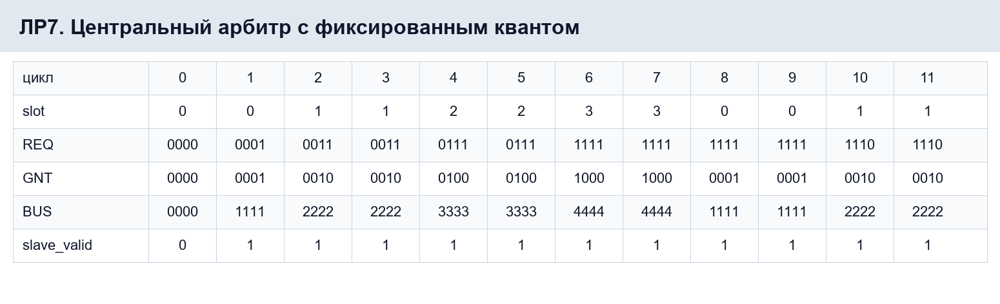 ЛР7. Центральный арбитр с фиксированным квантом
цикл 0 1 2 3 4 5 6 7 8 9 10 11
slot 0 0 1 1 2 2 3 3 0 0 1 1
REQ 0000 0001 0011 0011 0111 0111 1111 1111 1111 1111 1110 1110
GNT 0000 0001 0010 0010 0100 0100 1000 1000 0001 0001 0010 0010
BUS 0000 1111 2222 2222 3333 3333 4444 4444 1111 1111 2222 2222
slave_valid 0 1 1 1 1 1 1 1 1 1 1 1